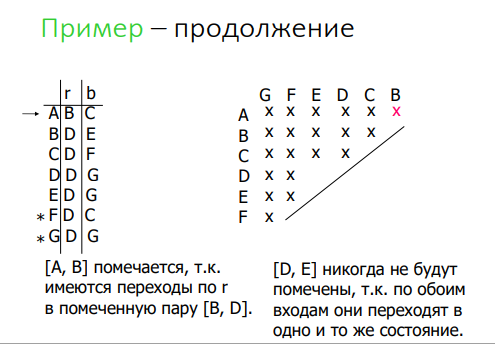 Пример – продолжение
r b
A B C
B D E
C D F
D D G
E D G
* F D C
* G D G
G F E D C B
A x x x x x x
B x x x x x
C x x x x
D x x
E x x
F x
[A, B] помечается, т.к.
имеются переходы по r
в помеченную пару [B, D].
[D, E] никогда не будут
помечены, т.к. по обоим
входам они переходят в
одно и то же состояние.